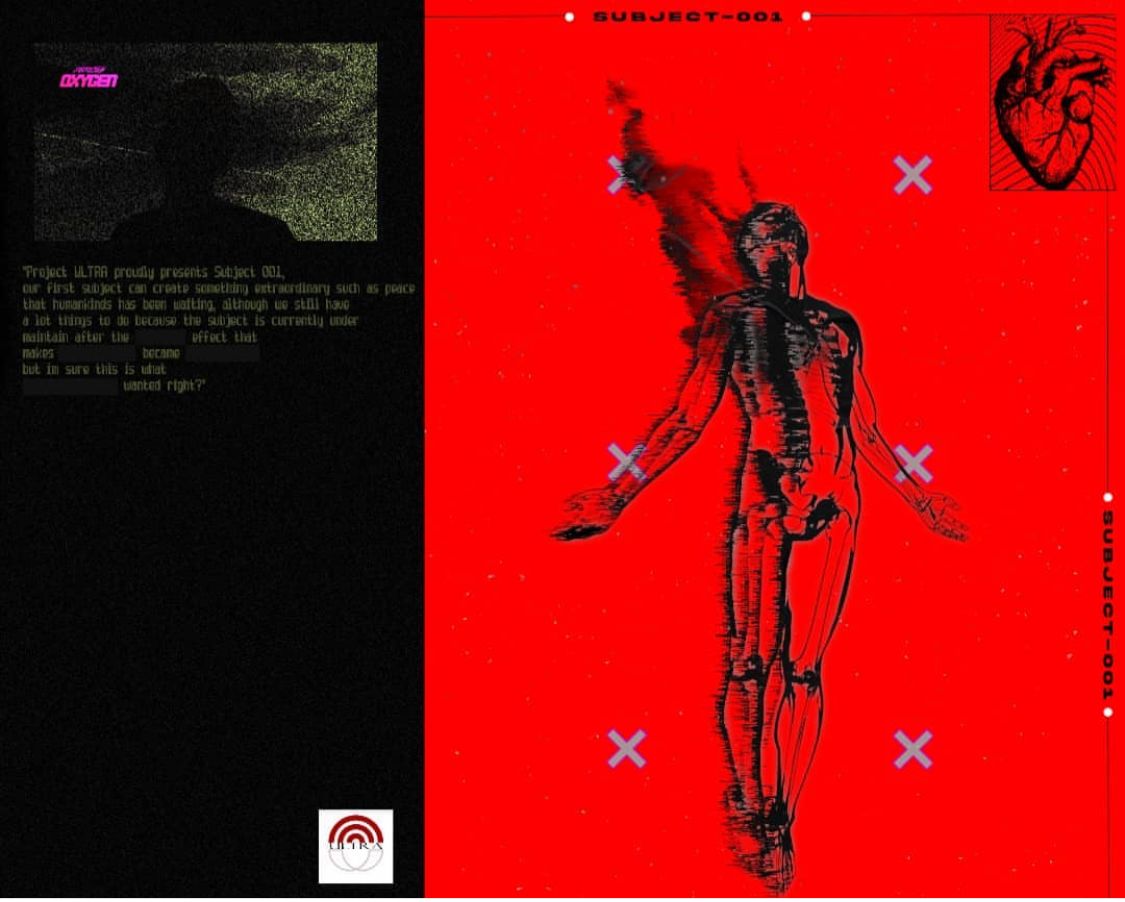 SUBJECT-001
OXYGEN
"Project ULTRA proudly presents Subject 001,
our first subject can create something extraordinary such as peace
that humankinds has been waiting, although we still have
a lot things to do because the subject is currently under
maintain after the effect that
makes became
but im sure this is what
wanted right?"
SUBJECT-001
ULTRA